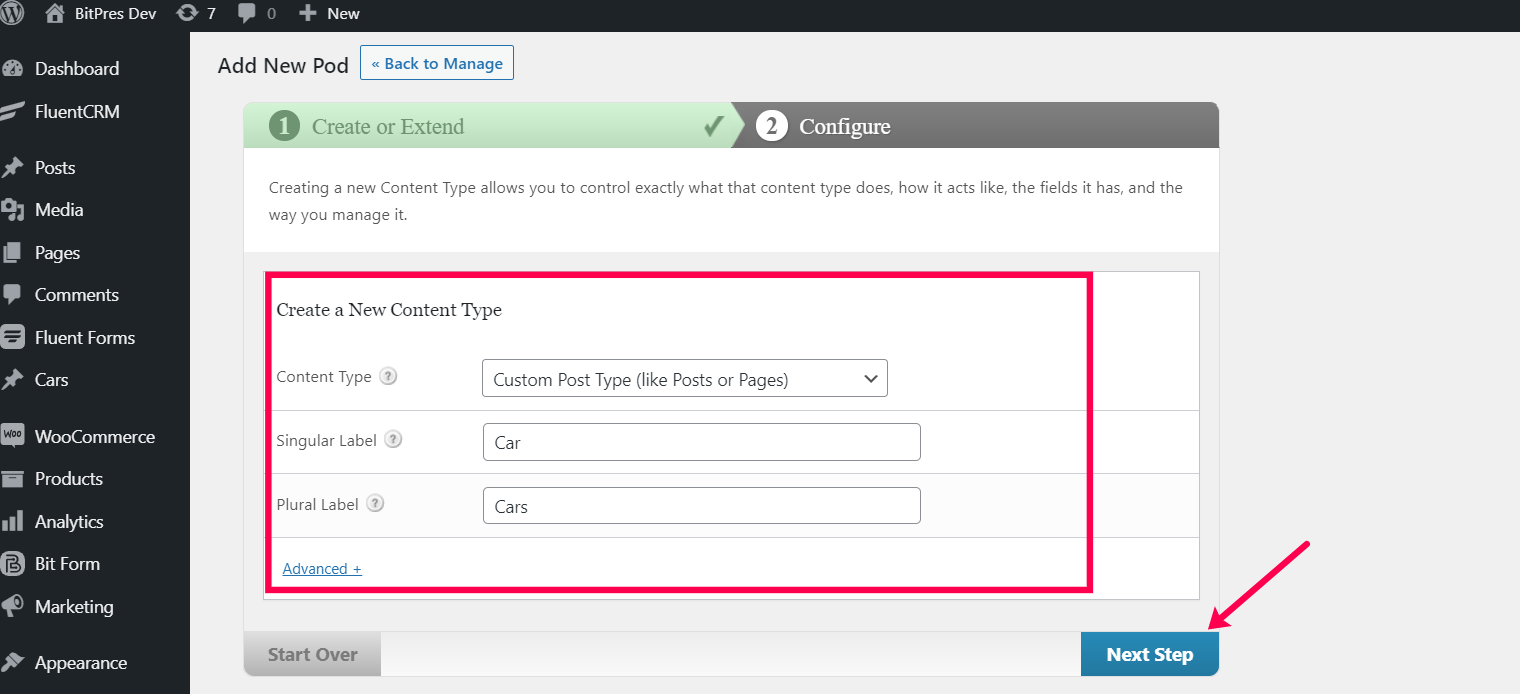 BitPres Dev 7 0 New
Dashboard
FluentCRM
Posts
Media
Pages
Comments
Fluent Forms
Cars
Woo WooCommerce
Products
Analytics
Bit Form
Marketing
Appearance
Add New Pod « Back to Manage
1 Create or Extend 2 Configure
Creating a new Content Type allows you to control exactly what that content type does, how it acts like, the fields it has, and the
way you manage it.
Create a New Content Type
Content Type ? Custom Post Type (like Posts or Pages)
Singular Label ? Car
Plural Label ? Cars
Advanced +
Start Over Next Step